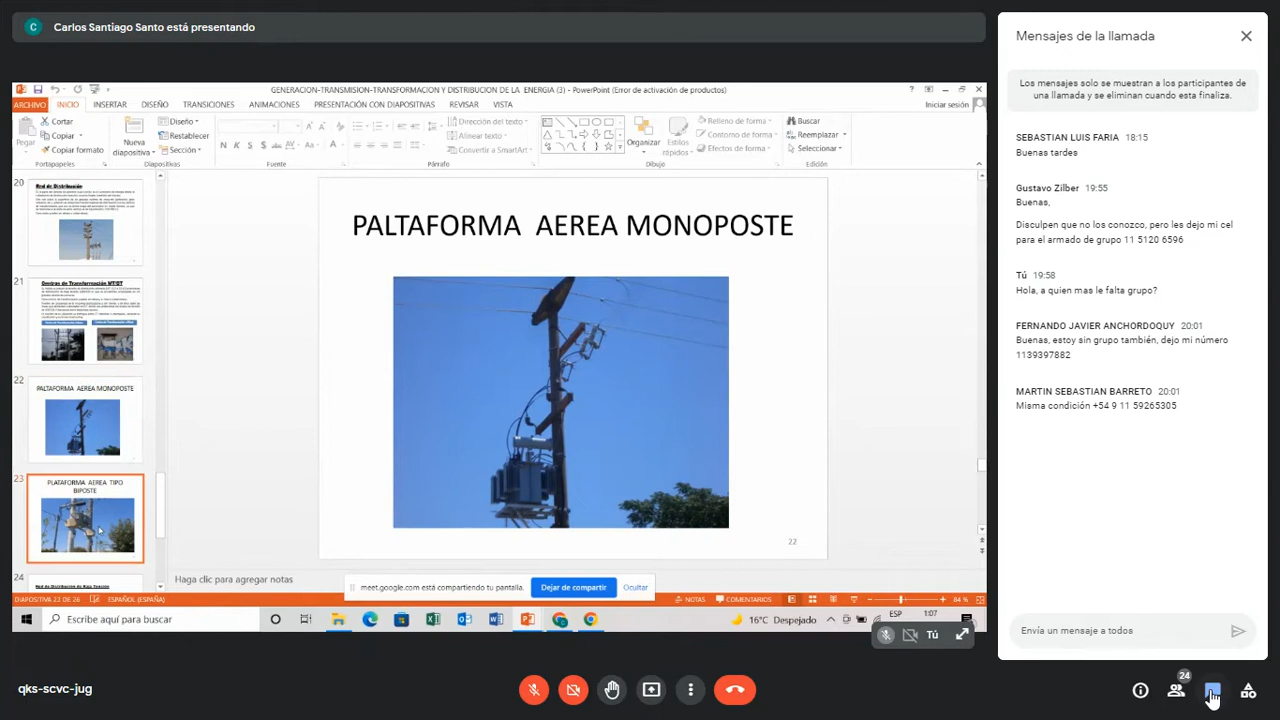 C Carlos Santiago Santo está presentando
GENERACION-TRANSMISION-TRANSFORMACION Y DISTRIBUCION DE LA ENERGIA (3) - PowerPoint (Error de activación de productos)
ARCHIVO INICIO INSERTAR DISEÑO TRANSICIONES ANIMACIONES PRESENTACIÓN CON DIAPOSITIVAS REVISAR VISTA Iniciar sesión
Pegar
Cortar
Copiar
Copiar formato
Portapapeles
Nueva diapositiva
Diseño
Restablecer
Sección
Diapositivas
Fuente
Dirección del texto
Alinear texto
Convertir a SmartArt
Párrafo
Organizar
Estilos rápidos
Relleno de forma
Contorno de forma
Efectos de forma
Dibujo
Buscar
Reemplazar
Seleccionar
Edición
20
Red de Distribución
21
Centros de Transformación MT/BT
22
PALTAFORMA AEREA MONOPOSTE
23
PLATAFORMA AEREA TIPO
BIPOSTE
24
Red de Distribución de Baja Tensión
PALTAFORMA AEREA MONOPOSTE
22
Haga clic para agregar notas
meet.google.com está compartiendo tu pantalla. Dejar de compartir Ocultar
DIAPOSITIVA 23 DE 26 ESPAÑOL (ESPAÑA) NOTAS COMENTARIOS 84 %
Escribe aquí para buscar 16°C Despejado ESP 1:07
Tú
Mensajes de la llamada
Los mensajes solo se muestran a los participantes de
una llamada y se eliminan cuando esta finaliza.
SEBASTIAN LUIS FARIA 18:15
Buenas tardes
Gustavo Zilber 19:55
Buenas,
Disculpen que no los conozco, pero les dejo mi cel
para el armado de grupo 11 5120 6596
Tú 19:58
Hola, a quien mas le falta grupo?
FERNANDO JAVIER ANCHORDOQUY 20:01
Buenas, estoy sin grupo también, dejo mi número
1139397882
MARTIN SEBASTIAN BARRETO 20:01
Misma condición +54 9 11 59265305
Envía un mensaje a todos
qks-scvc-jug
24